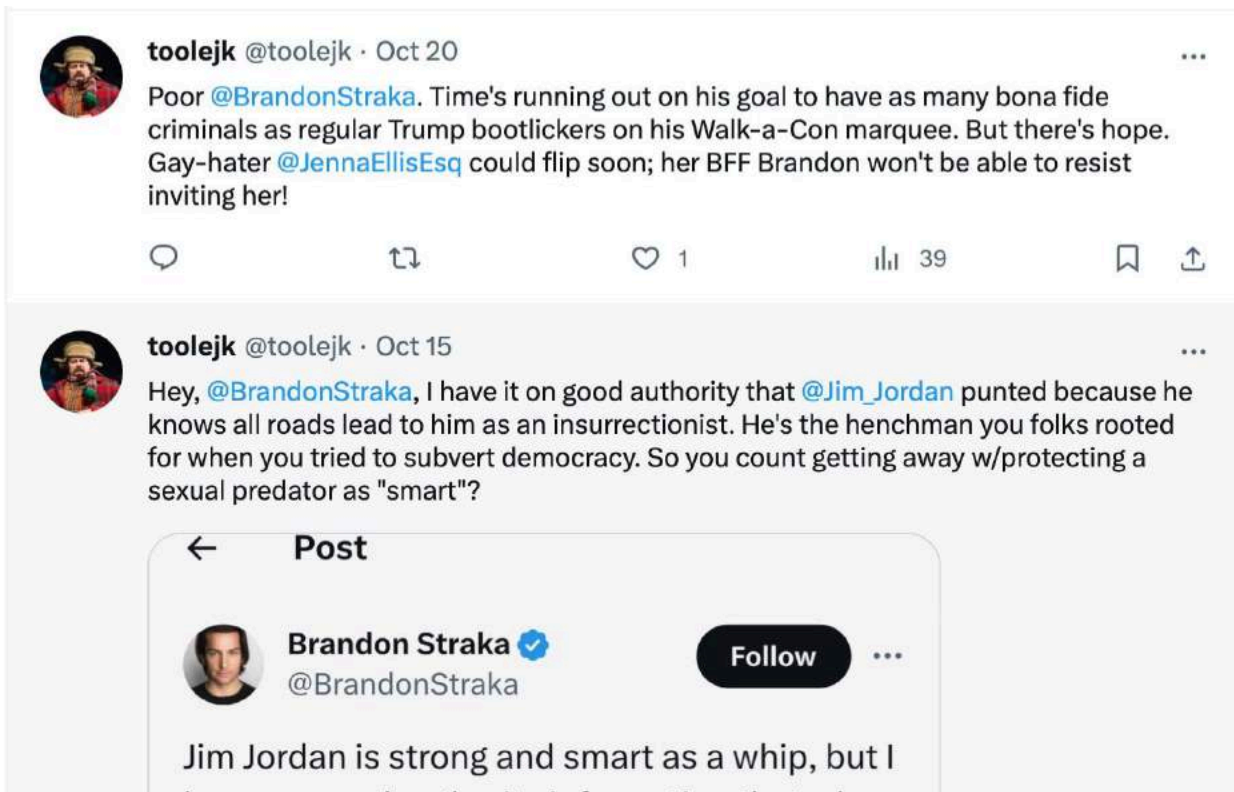 toolejk @toolejk · Oct 20
Poor @BrandonStraka. Time's running out on his goal to have as many bona fide
criminals as regular Trump bootlickers on his Walk-a-Con marquee. But there's hope.
Gay-hater @JennaEllisEsq could flip soon; her BFF Brandon won't be able to resist
inviting her!
1 39
toolejk @toolejk · Oct 15
Hey, @BrandonStraka, I have it on good authority that @Jim_Jordan punted because he
knows all roads lead to him as an insurrectionist. He's the henchman you folks rooted
for when you tried to subvert democracy. So you count getting away w/protecting a
sexual predator as "smart"?
Post
Brandon Straka
Follow
@BrandonStraka
Jim Jordan is strong and smart as a whip, but I